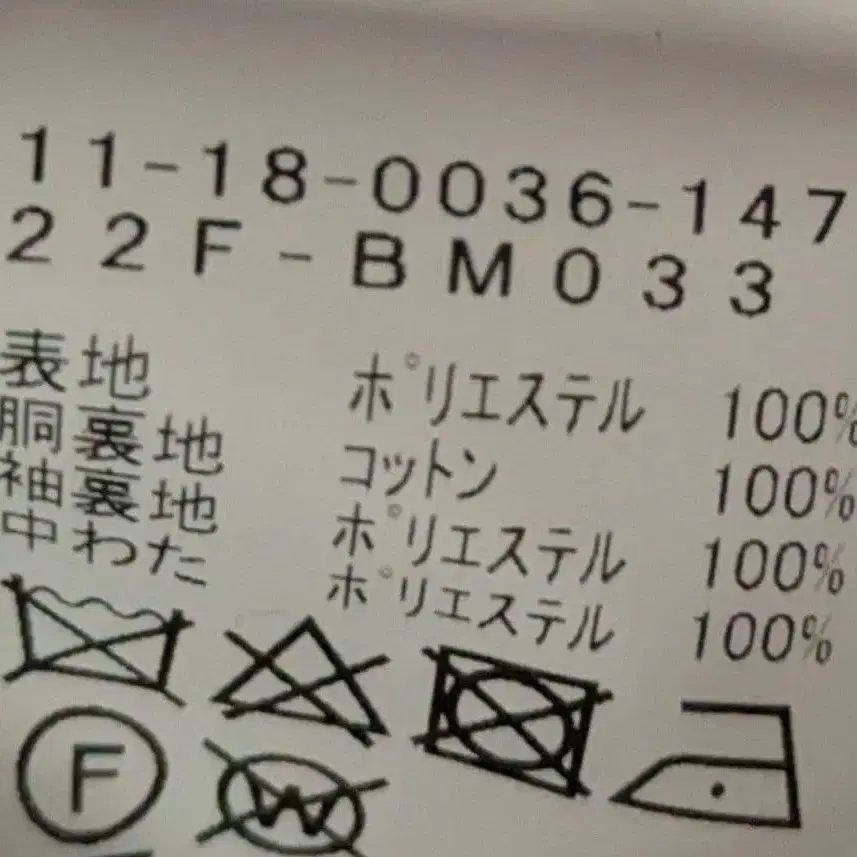 11-18-0036-147
22F-BM033
表地 ポリエステル 100%
胴裏地 コットン 100%
袖裏地 ポリエステル 100%
中わた ポリエステル 100%
F W